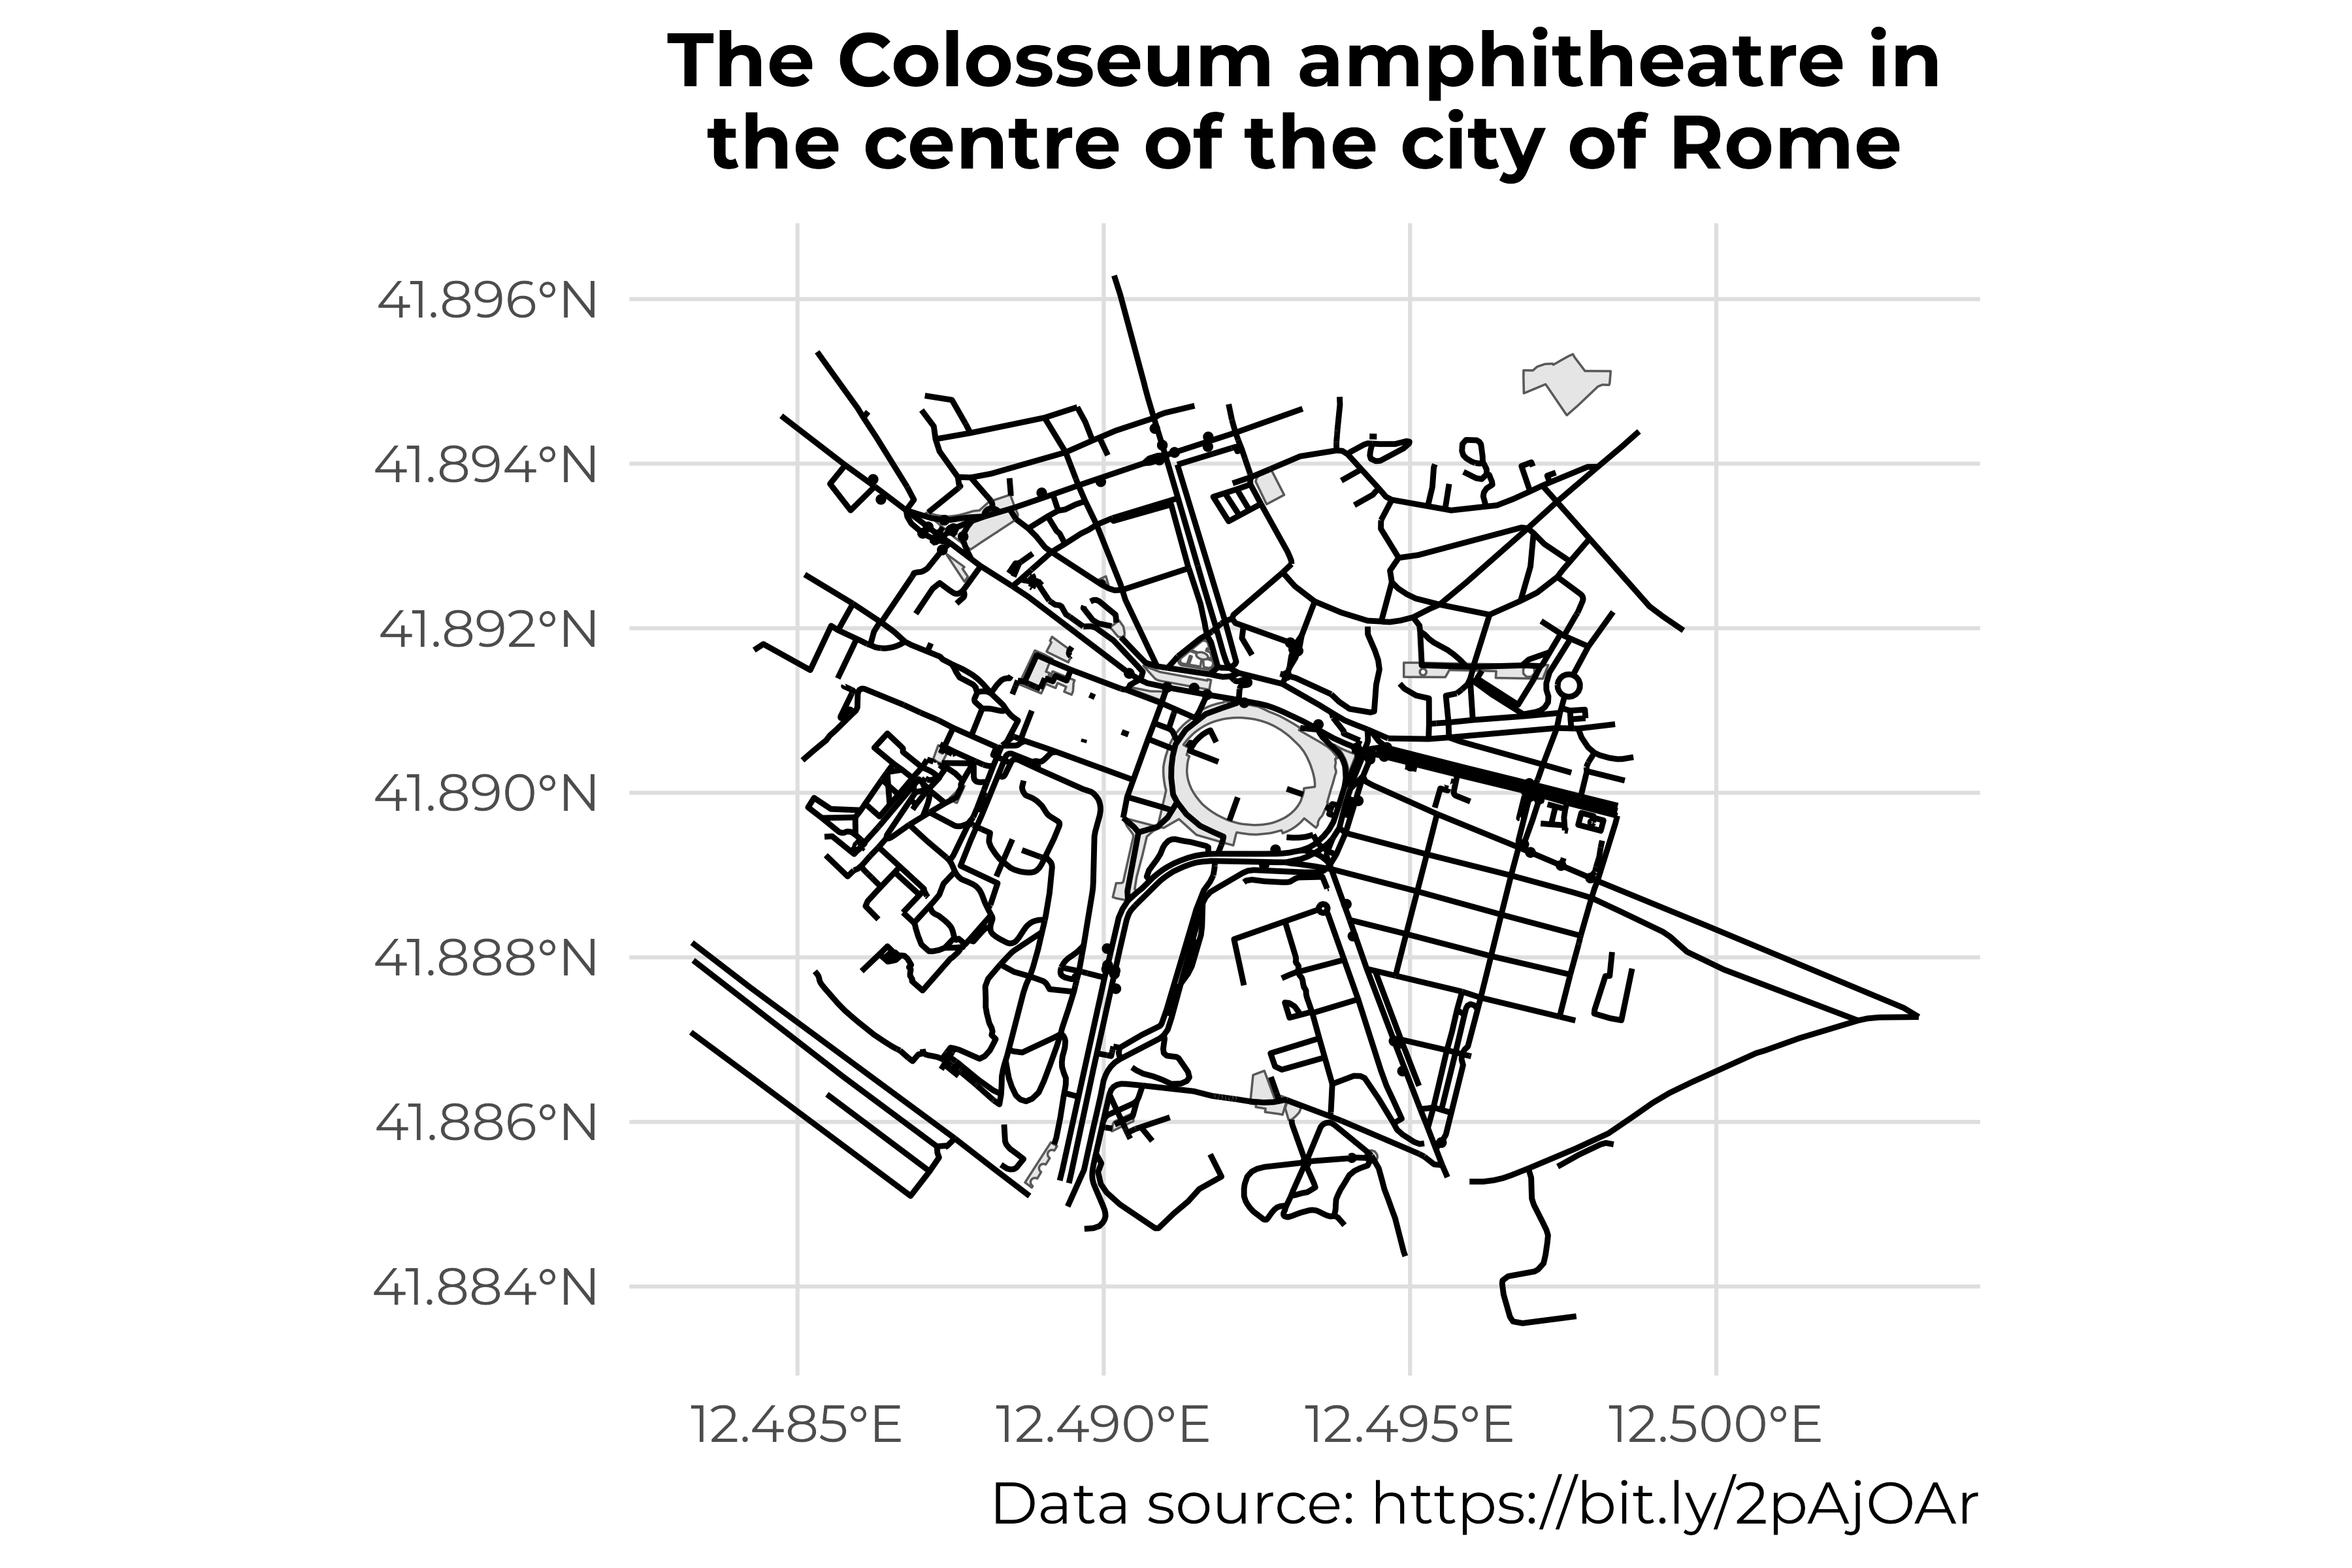 The Colosseum amphitheatre in
the centre of the city of Rome
41.896°N
41.894°N
41.892°N
41.890°N
41.888°N
41.886°N
41.884°N
12.485°E
12.490°E
12.495°E
12.500°E
Data source: https://bit.ly/2pAjOAr